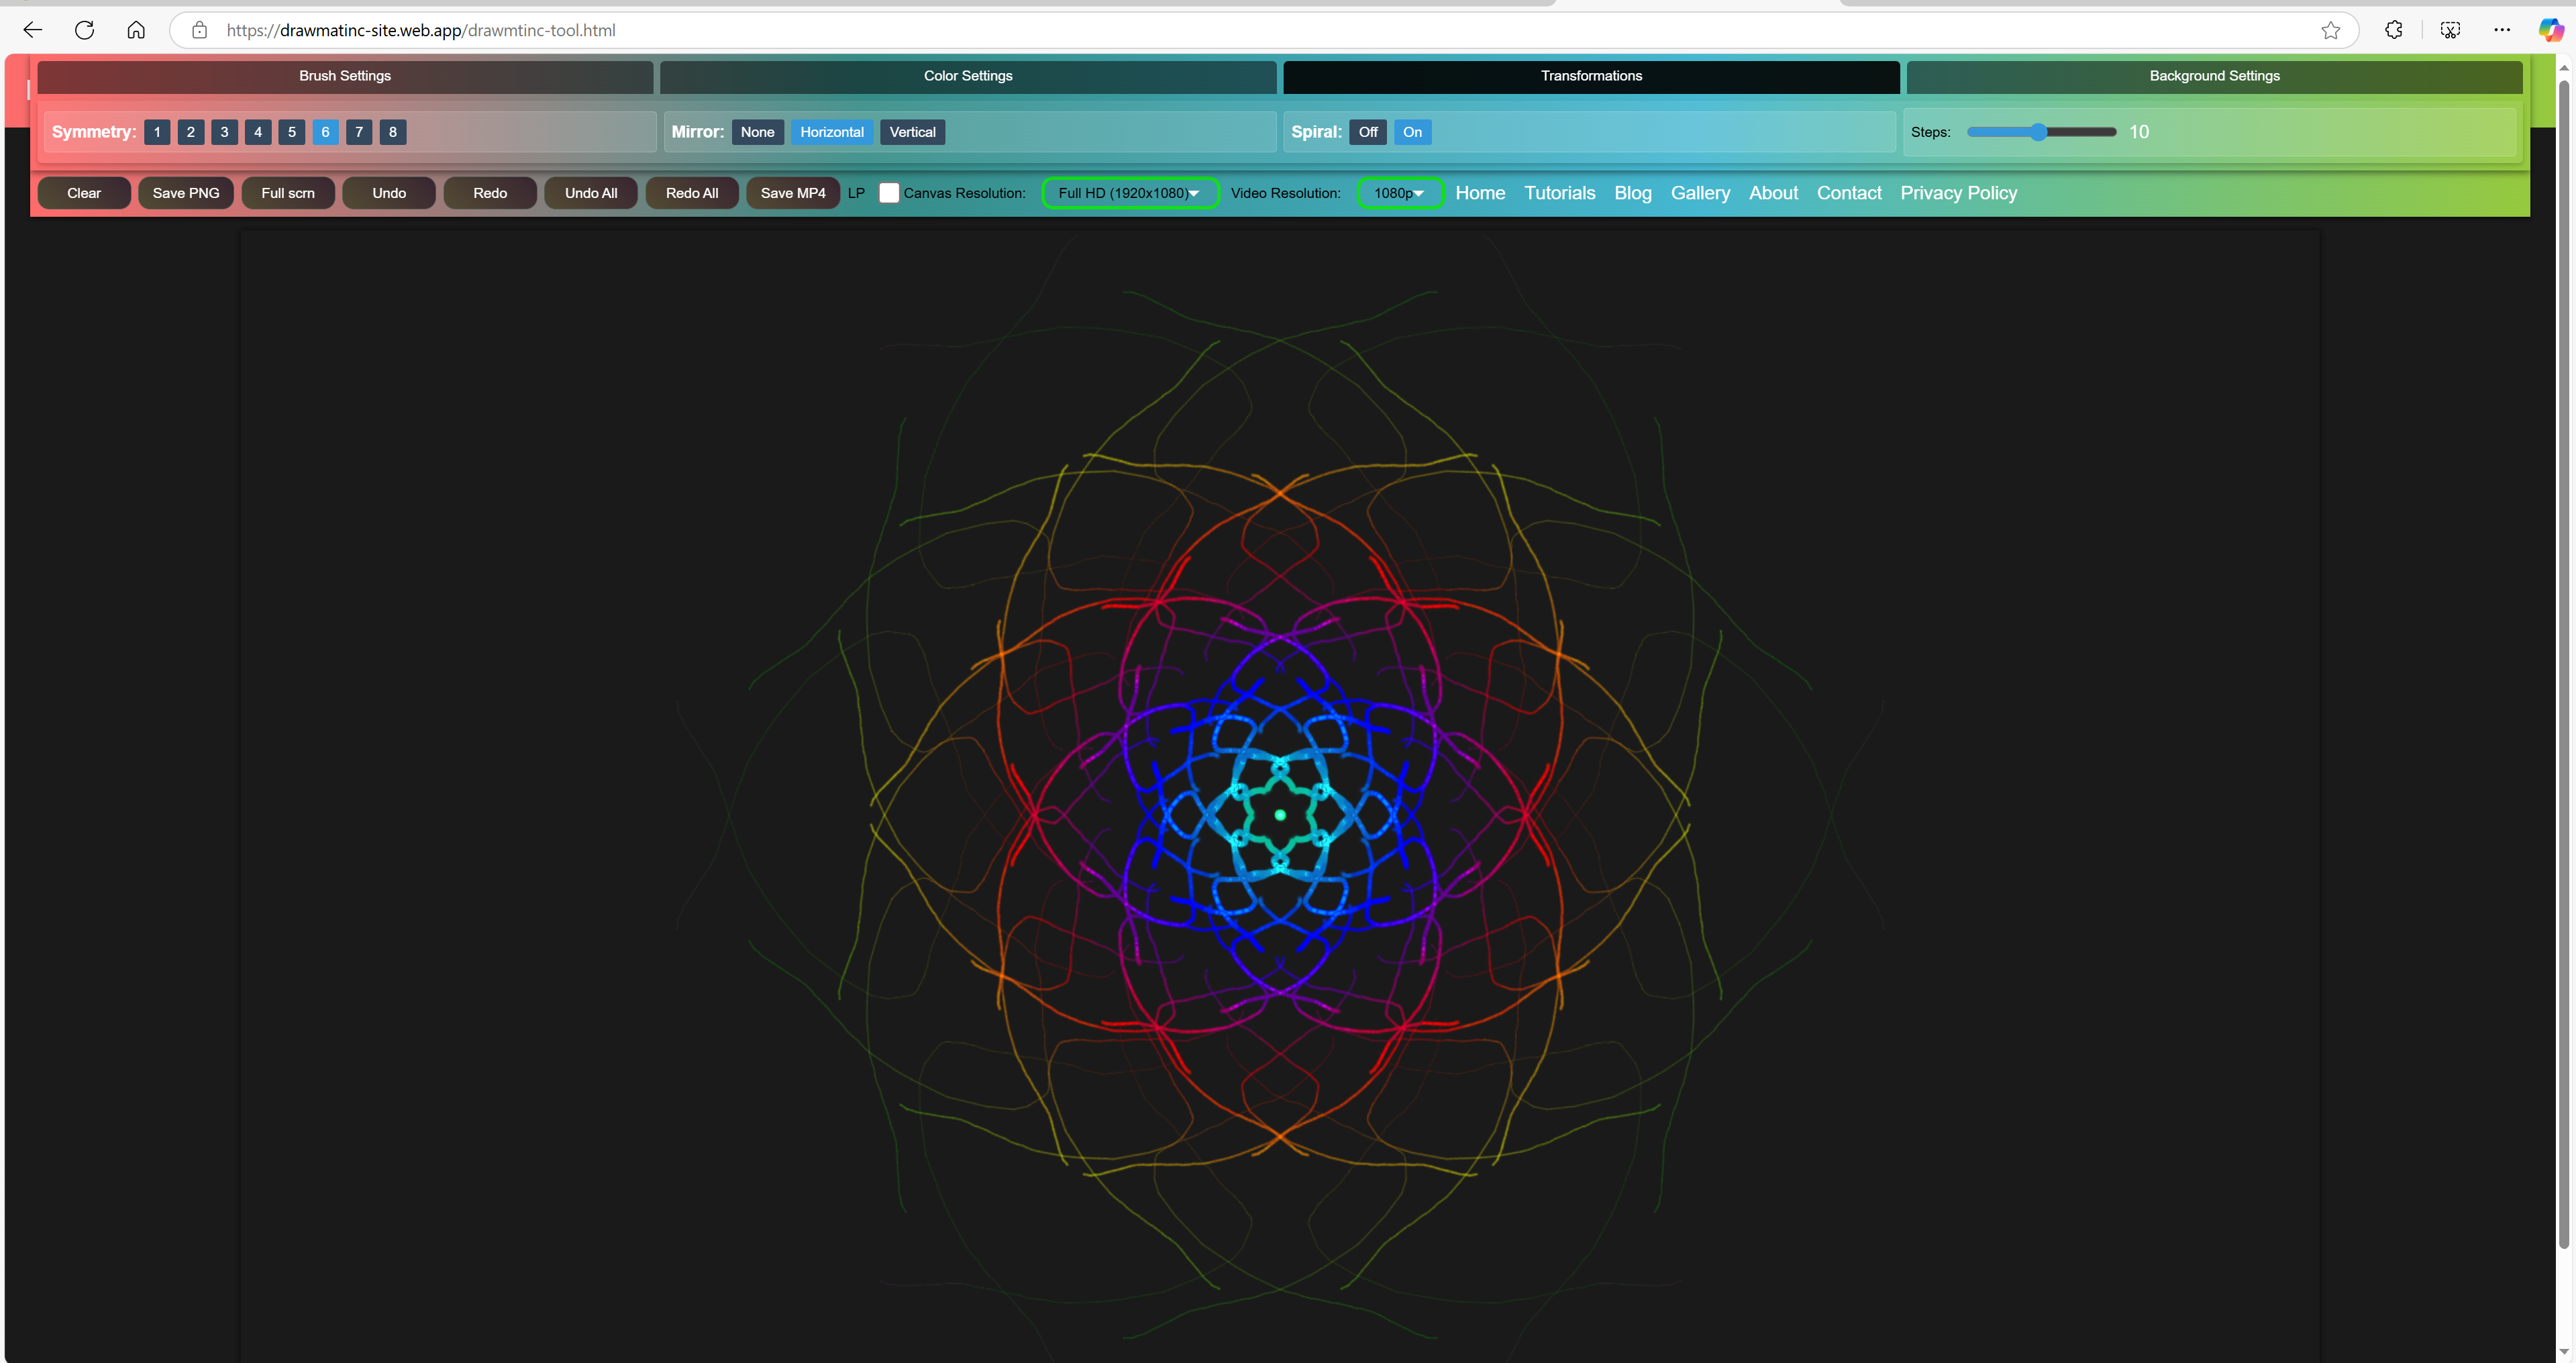 https://drawmatinc-site.web.app/drawmtinc-tool.html
Brush Settings Color Settings Transformations Background Settings
Symmetry: 1 2 3 4 5 6 7 8 Mirror: None Horizontal Vertical Spiral: Off On Steps: 10
Clear Save PNG Full scrn Undo Redo Undo All Redo All Save MP4 LP Canvas Resolution: Full HD (1920x1080) Video Resolution: 1080p Home Tutorials Blog Gallery About Contact Privacy Policy